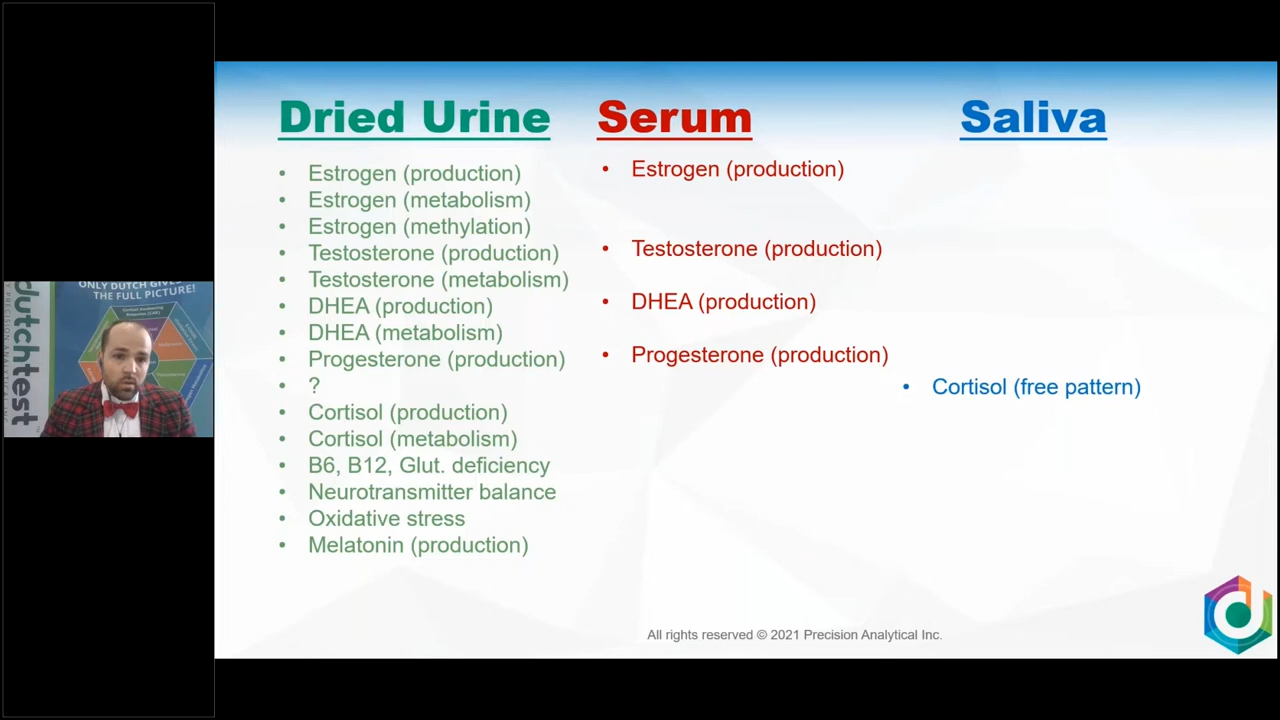 Dried Urine
Estrogen (production)
Estrogen (metabolism)
Estrogen (methylation)
Testosterone (production)
Testosterone (metabolism)
DHEA (production)
DHEA (metabolism)
Progesterone (production)
?
Cortisol (production)
Cortisol (metabolism)
B6, B12, Glut. deficiency
Neurotransmitter balance
Oxidative stress
Melatonin (production)
Serum
Estrogen (production)
Testosterone (production)
DHEA (production)
Progesterone (production)
Saliva
Cortisol (free pattern)
All rights reserved © 2021 Precision Analytical Inc.
dutchtest
ONLY DUTCH GIVES
THE FULL PICTURE!